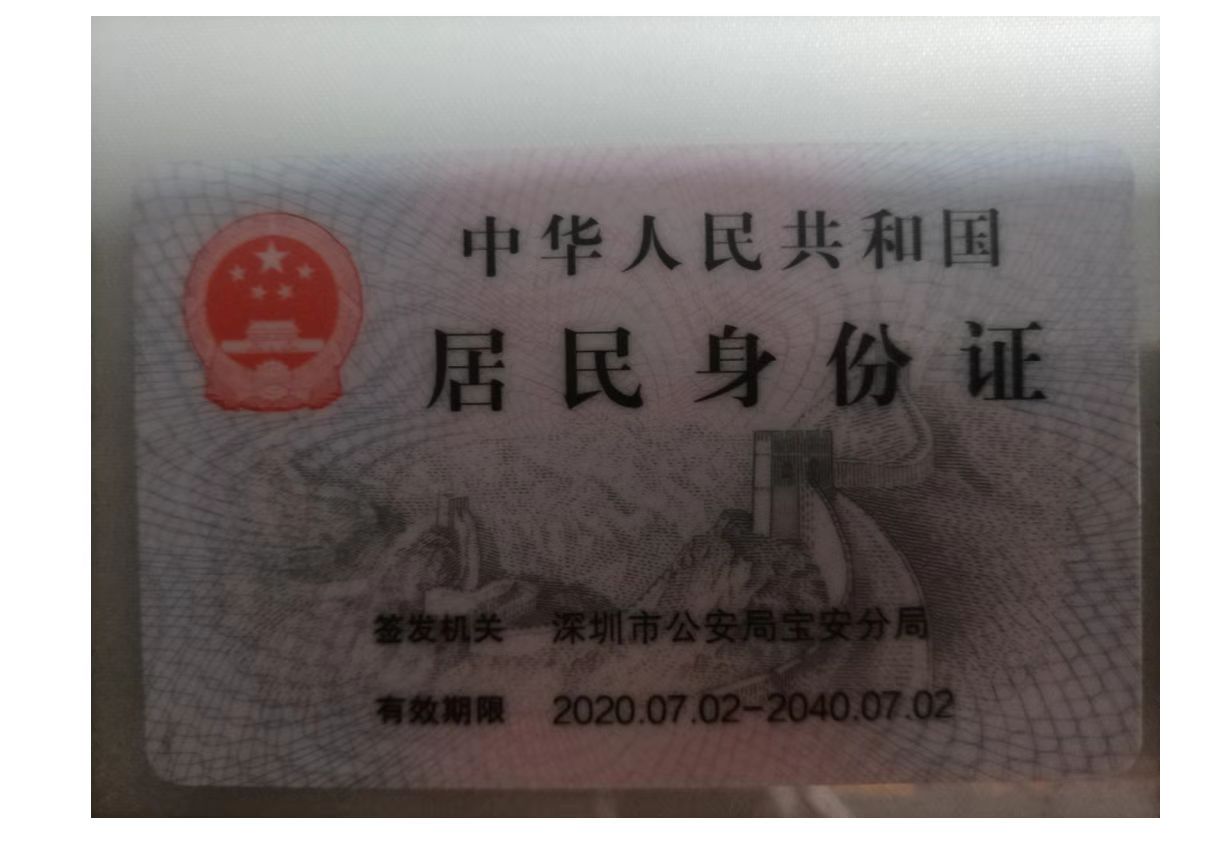 中华人民共和国
居民身份证
签发机关 深圳市公安局宝安分局
有效期限 2020.07.02-2040.07.02